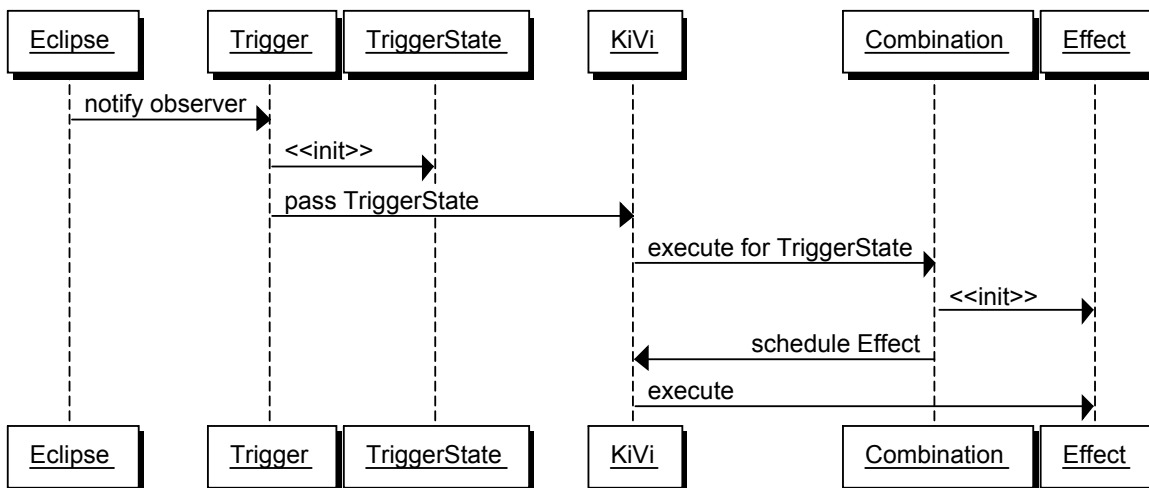 Eclipse
Trigger
TriggerState
KiVi
Combination
Effect
notify observer
<<init>>
pass TriggerState
execute for TriggerState
<<init>>
schedule Effect
execute
Eclipse
Trigger
TriggerState
KiVi
Combination
Effect